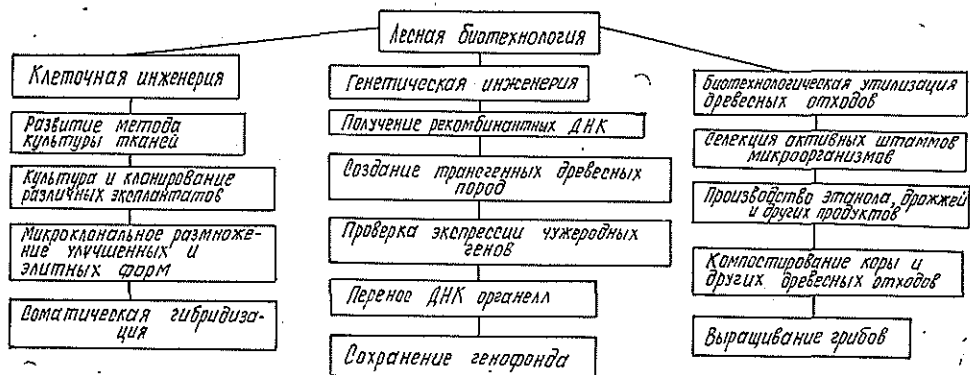 Лесная биотехнология
Клеточная инженерия
Развитие метода
культуры тканей
Культура и клонирование
различных эксплантатов
Микроклональное размноже-
ние улучшенных и
элитных форм
Соматическая гибридиза-
ция
Генетическая инженерия
Получение рекомбинантных ДНК
Создание трансгенных древесных
пород
Проверка экспрессии чужеродных
генов
Перенос ДНК органелл
Сохранение генофонда
Биотехнологическая утилизация
древесных отходов
Селекция активных штаммов
микроорганизмов
Производство этанола, дрожжей
и других продуктов
Компостирование коры и
других древесных отходов
Выращивание грибов